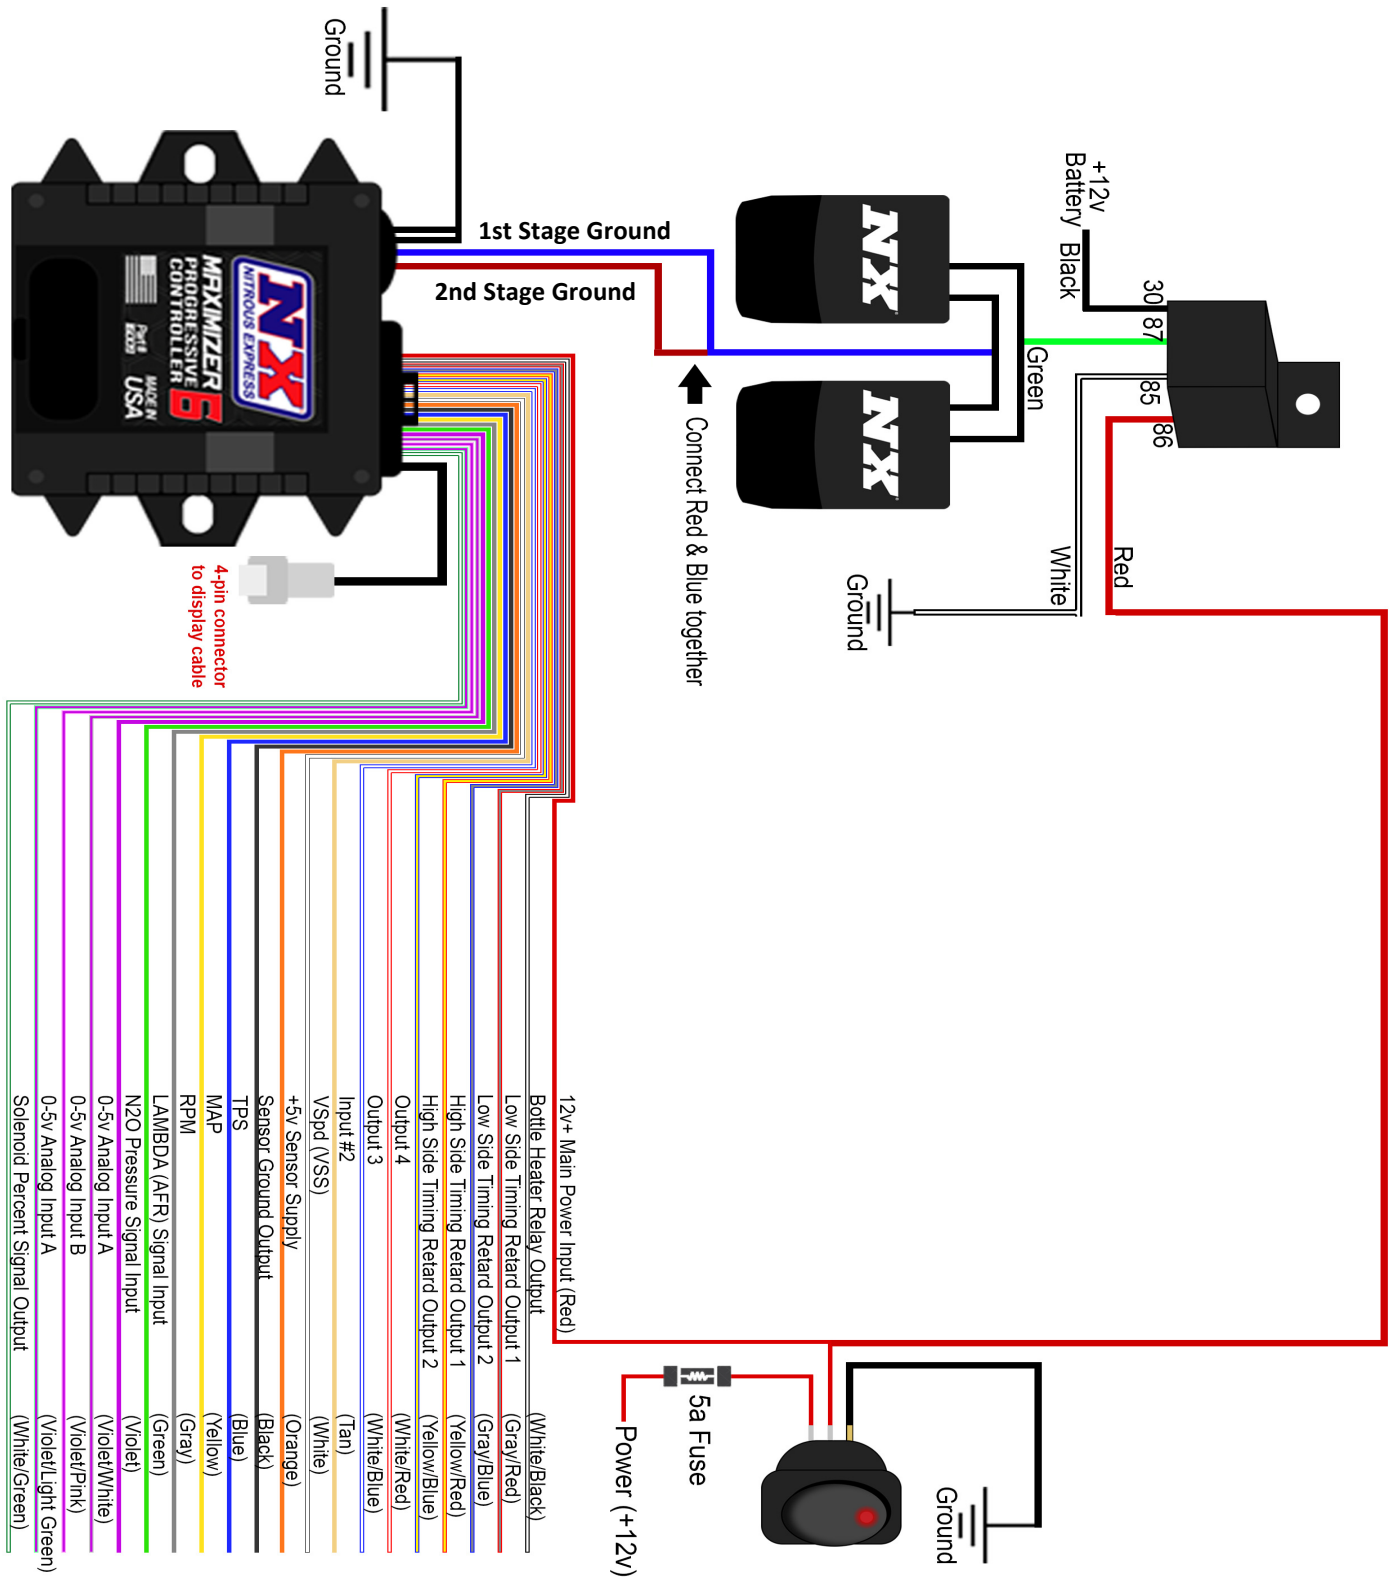 Ground
1st Stage Ground
2nd Stage Ground
NX
NITROUS EXPRESS
MAXIMIZER 6
PROGRESSIVE
CONTROLLER
MADE IN
USA
NX
NX
+12v
Battery
Black
30
87
85
86
Green
White
Red
Ground
Connect Red & Blue together
4-pin connector
to display cable
12v+ Main Power Input (Red)
Bottle Heater Relay Output (White/Black)
Low Side Timing Retard Output 1 (Gray/Red)
Low Side Timing Retard Output 2 (Gray/Blue)
High Side Timing Retard Output 1 (Yellow/Red)
High Side Timing Retard Output 2 (Yellow/Blue)
Output 4 (White/Red)
Output 3 (White/Blue)
Input #2 (Tan)
VSpd (VSS) (White)
+5v Sensor Supply (Orange)
Sensor Ground Output (Black)
TPS (Blue)
MAP (Yellow)
RPM (Gray)
LAMBDA (AFR) Signal Input (Green)
N2O Pressure Signal Input (Violet)
0-5v Analog Input A (Violet/White)
0-5v Analog Input B (Violet/Pink)
0-5v Analog Input A (Violet/Light Green)
Solenoid Percent Signal Output (White/Green)
5a Fuse
Power (+12v)
Ground